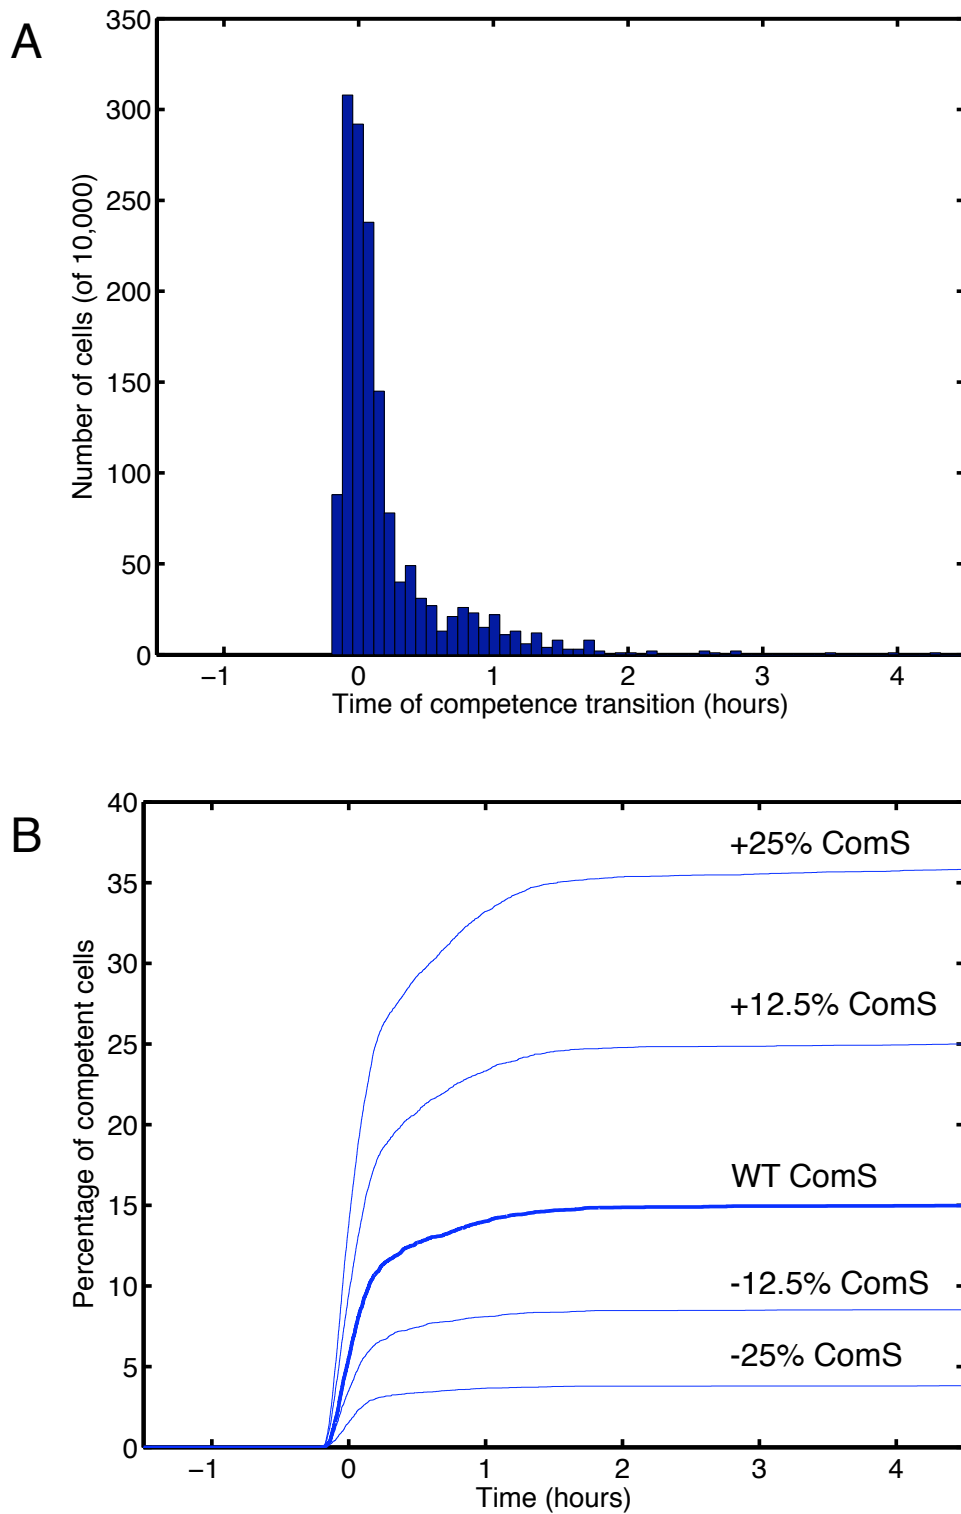 A
350
300
250
200
150
100
50
0
Number of cells (of 10,000)
−1 0 1 2 3 4
Time of competence transition (hours)
B
40
35
30
25
20
15
10
5
0
Percentage of competent cells
+25% ComS
+12.5% ComS
WT ComS
-12.5% ComS
-25% ComS
−1 0 1 2 3 4
Time (hours)